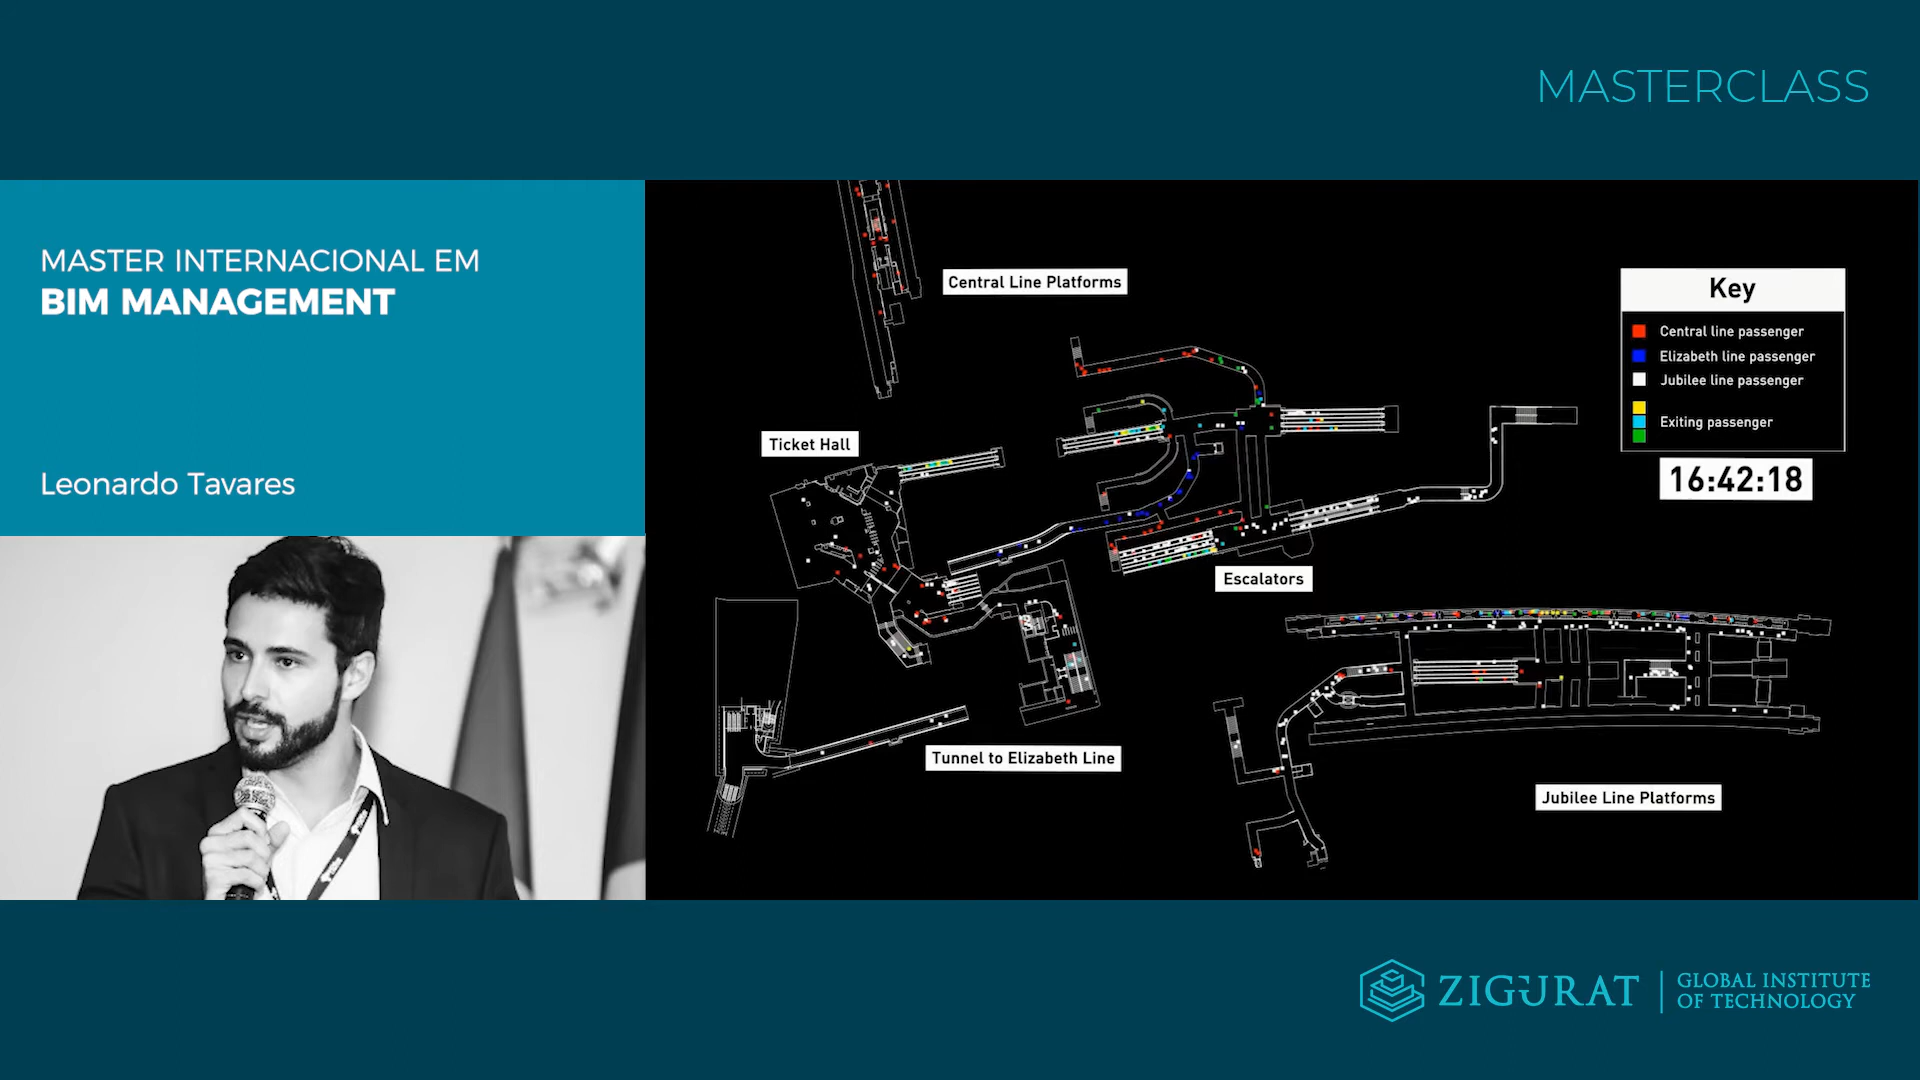 MASTERCLASS
MASTER INTERNACIONAL EM
BIM MANAGEMENT
Leonardo Tavares
Central Line Platforms
Key
Central line passenger
Elizabeth line passenger
Jubilee line passenger
Exiting passenger
16:42:18
Ticket Hall
Escalators
Tunnel to Elizabeth Line
Jubilee Line Platforms
ZIGURAT
GLOBAL INSTITUTE
OF TECHNOLOGY